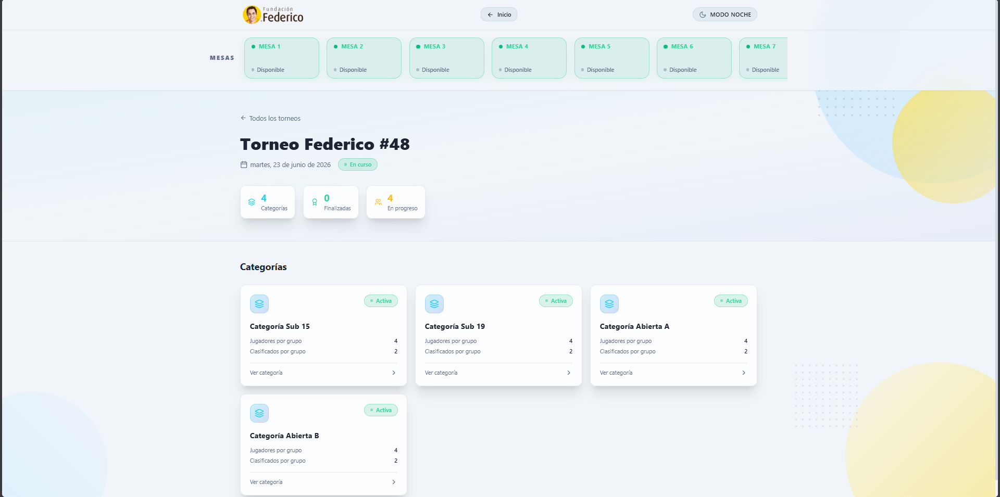 Fundación
Federico
Inicio
MODO NOCHE
MESAS
MESA 1
Disponible
MESA 2
Disponible
MESA 3
Disponible
MESA 4
Disponible
MESA 5
Disponible
MESA 6
Disponible
MESA 7
Disponible
Todos los torneos
Torneo Federico #48
martes, 23 de junio de 2026
En curso
4
Categorías
0
Finalizadas
4
En progreso
Categorías
Activa
Categoría Sub 15
Jugadores por grupo 4
Clasificados por grupo 2
Ver categoría
Activa
Categoría Sub 19
Jugadores por grupo 4
Clasificados por grupo 2
Ver categoría
Activa
Categoría Abierta A
Jugadores por grupo 4
Clasificados por grupo 2
Ver categoría
Activa
Categoría Abierta B
Jugadores por grupo 4
Clasificados por grupo 2
Ver categoría